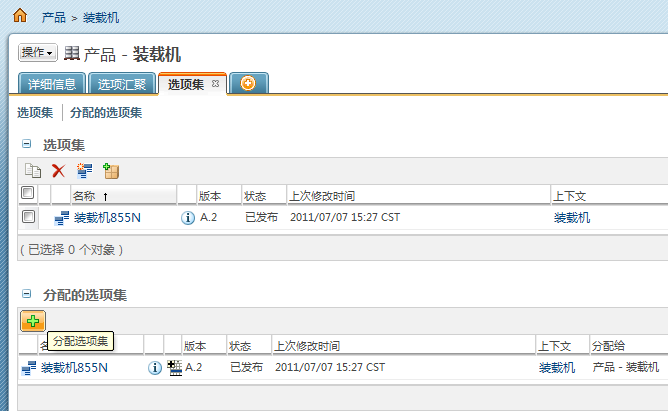 产品 > 装载机
操作 产品 - 装载机
详细信息 选项汇聚 选项集
选项集 分配的选项集
选项集
名称 版本 状态 上次修改时间 上下文
装载机855N A.2 已发布 2011/07/07 15:27 CST 装载机
( 已选择 0 个对象 )
分配的选项集
分配选项集
版本 状态 上次修改时间 上下文 分配给
装载机855N A.2 已发布 2011/07/07 15:27 CST 装载机 产品 - 装载机